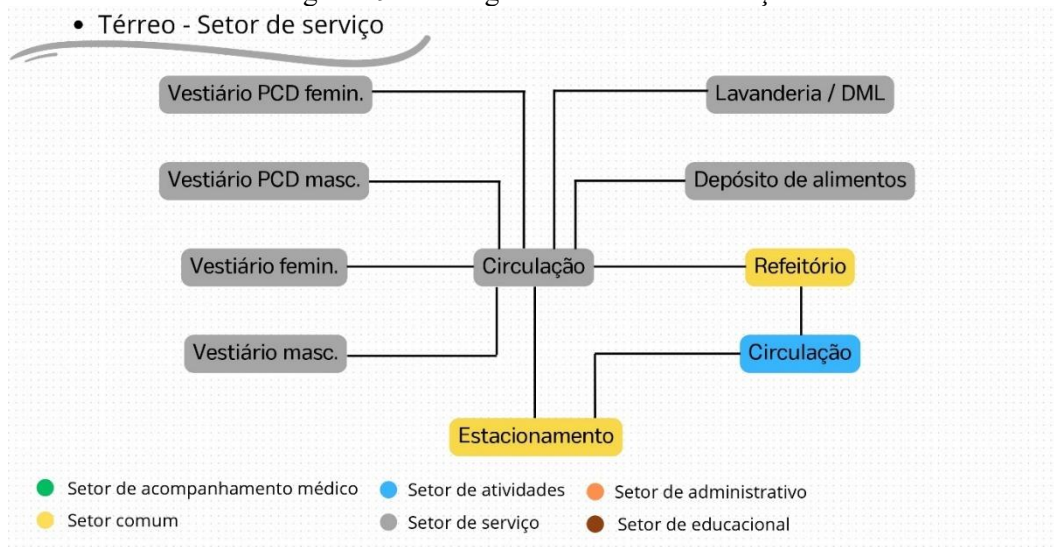 • Térreo - Setor de serviço
Vestiário PCD femin.
Lavanderia / DML
Vestiário PCD masc.
Depósito de alimentos
Vestiário femin.
Circulação
Refeitório
Vestiário masc.
Circulação
Estacionamento
Setor de acompanhamento médico
Setor de atividades
Setor de administrativo
Setor comum
Setor de serviço
Setor de educacional